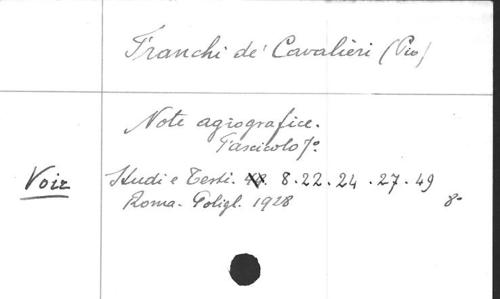 Franchi de' Cavalieri (Pio)
Note agiografice.
Fascicolo 7°.
Voir Studi e Testi. 8.22.24.27.49
Roma. Poligl. 1928 8°